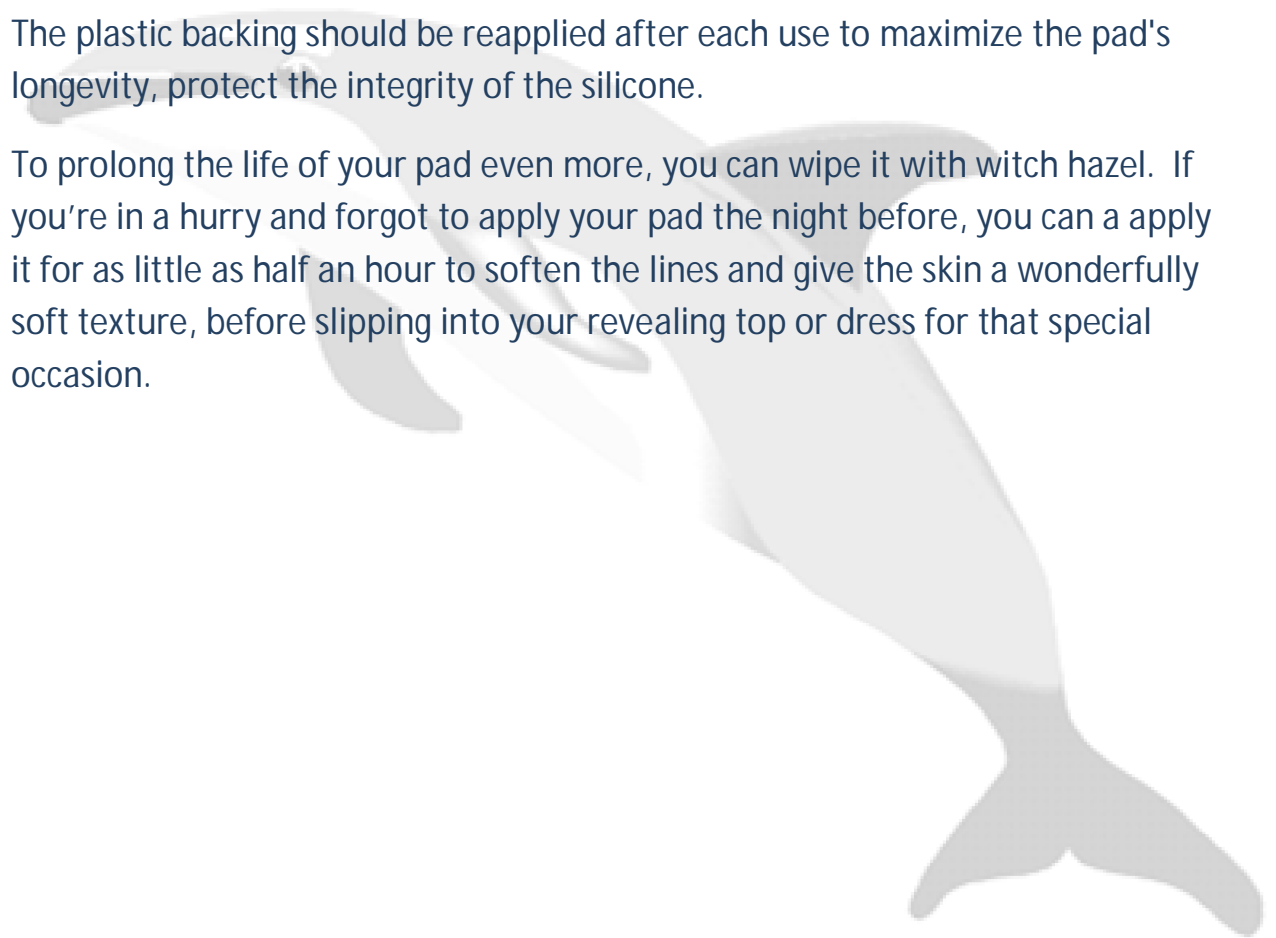 The plastic backing should be reapplied after each use to maximize the pad's
longevity, protect the integrity of the silicone.
To prolong the life of your pad even more, you can wipe it with witch hazel.  If
you’re in a hurry and forgot to apply your pad the night before, you can a apply
it for as little as half an hour to soften the lines and give the skin a wonderfully
soft texture, before slipping into your revealing top or dress for that special
occasion.